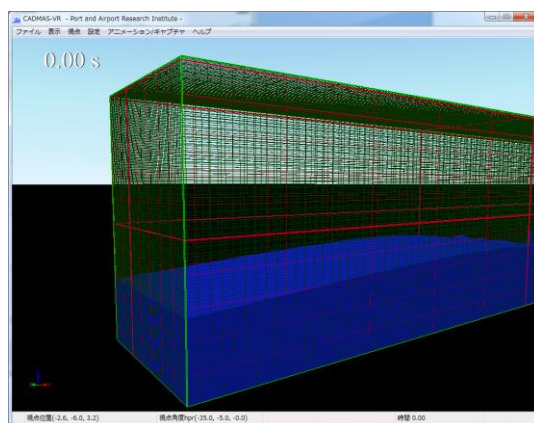 CADMAS-VR - Port and Airport Research Institute -
ファイル 表示 視点 設定 アニメーション/キャプチャ ヘルプ
0.00 s
視点位置(-2.6, -6.0, 3.2) 視点角度hpr(-35.0, -5.0, -0.0) 時間 0.00